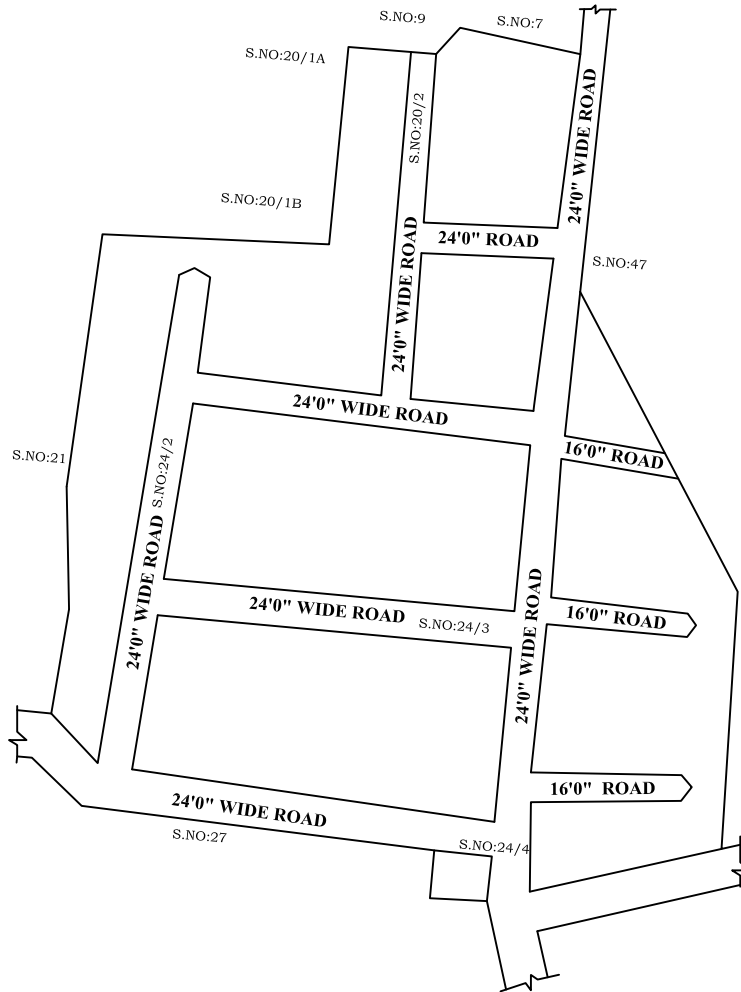 S.NO:9
S.NO:7
S.NO:20/1A
S.NO:20/2
24'0" WIDE ROAD
S.NO:20/1B
24'0" ROAD
24'0" WIDE ROAD
S.NO:47
24'0" WIDE ROAD
16'0" ROAD
S.NO:21
S.NO:24/2
24'0" WIDE ROAD
24'0" WIDE ROAD
S.NO:24/3
24'0" WIDE ROAD
16'0" ROAD
16'0" ROAD
24'0" WIDE ROAD
S.NO:27
S.NO:24/4